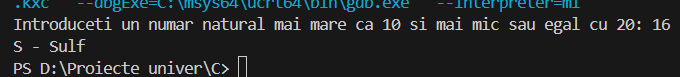 .kxc' '--dbgExe=C:\msys64\ucrt64\bin\gdb.exe' '--interpreter=mi'
Introduceti un numar natural mai mare ca 10 si mai mic sau egal cu 20: 16
S - Sulf
PS D:\Proiecte univer\C>